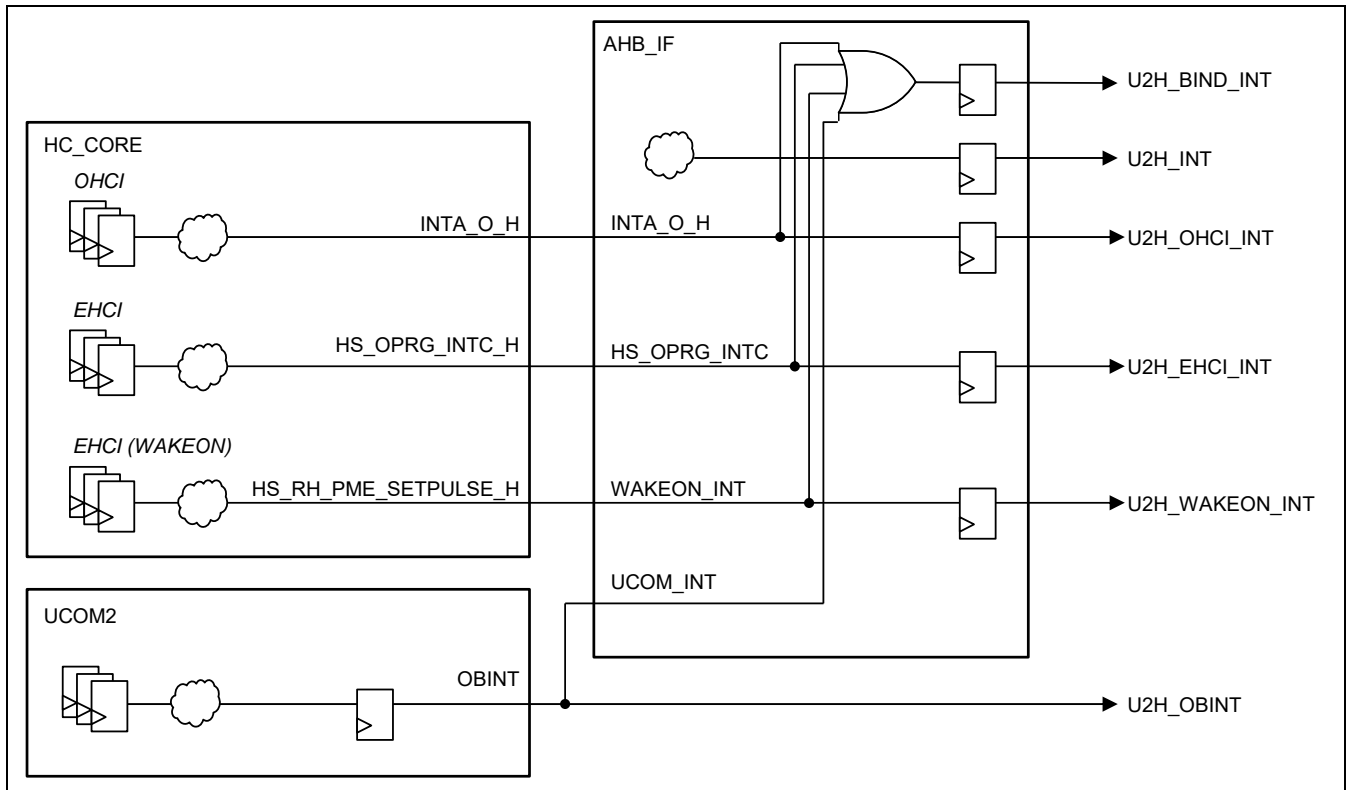 AHB_IF
U2H_BIND_INT
HC_CORE
U2H_INT
OHCI
INTA_O_H
INTA_O_H
U2H_OHCI_INT
EHCI
HS_OPRG_INTC_H
HS_OPRG_INTC
U2H_EHCI_INT
EHCI (WAKEON)
HS_RH_PME_SETPULSE_H
WAKEON_INT
U2H_WAKEON_INT
UCOM_INT
UCOM2
OBINT
U2H_OBINT